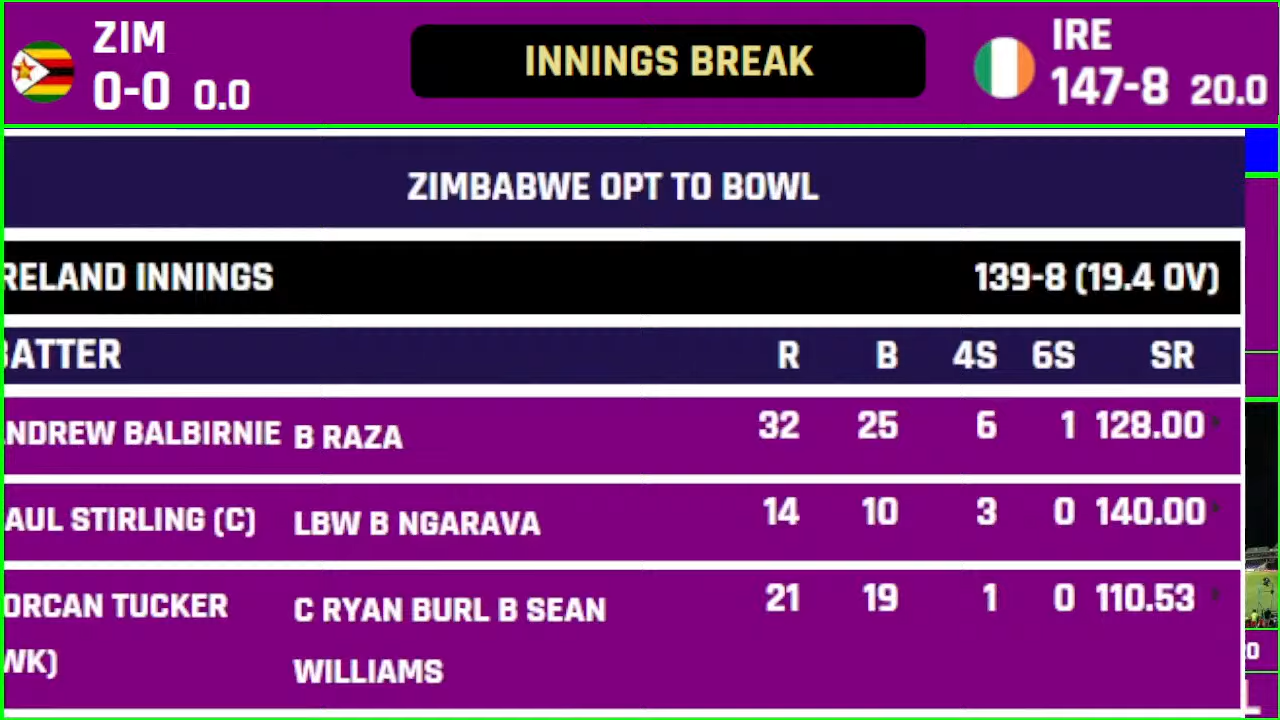 ZIM
0-0 0.0
INNINGS BREAK
IRE
147-8 20.0
ZIMBABWE OPT TO BOWL
RELAND INNINGS 139-8 (19.4 OV)
BATTER R B 4S 6S SR
ANDREW BALBIRNIE B RAZA 32 25 6 1 128.00
AUL STIRLING (C) LBW B NGARAVA 14 10 3 0 140.00
ORCAN TUCKER C RYAN BURL B SEAN 21 19 1 0 110.53
WK) WILLIAMS